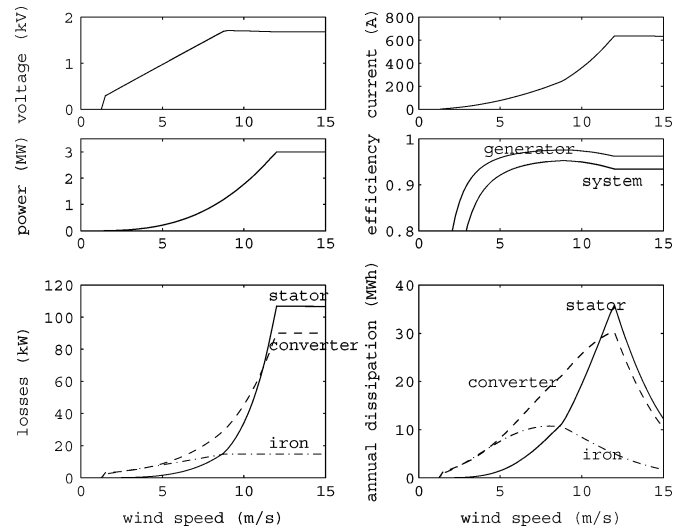 voltage (kV)
2
1
0
0 5 10 15
current (A)
800
600
400
200
0
0 5 10 15
power (MW)
3
2
1
0
0 5 10 15
efficiency
1
0.9
0.8
generator
system
0 5 10 15
losses (kW)
120
100
80
60
40
20
0
stator
converter
iron
0 5 10 15
wind speed (m/s)
annual dissipation (MWh)
40
30
20
10
0
stator
converter
iron
0 5 10 15
wind speed (m/s)